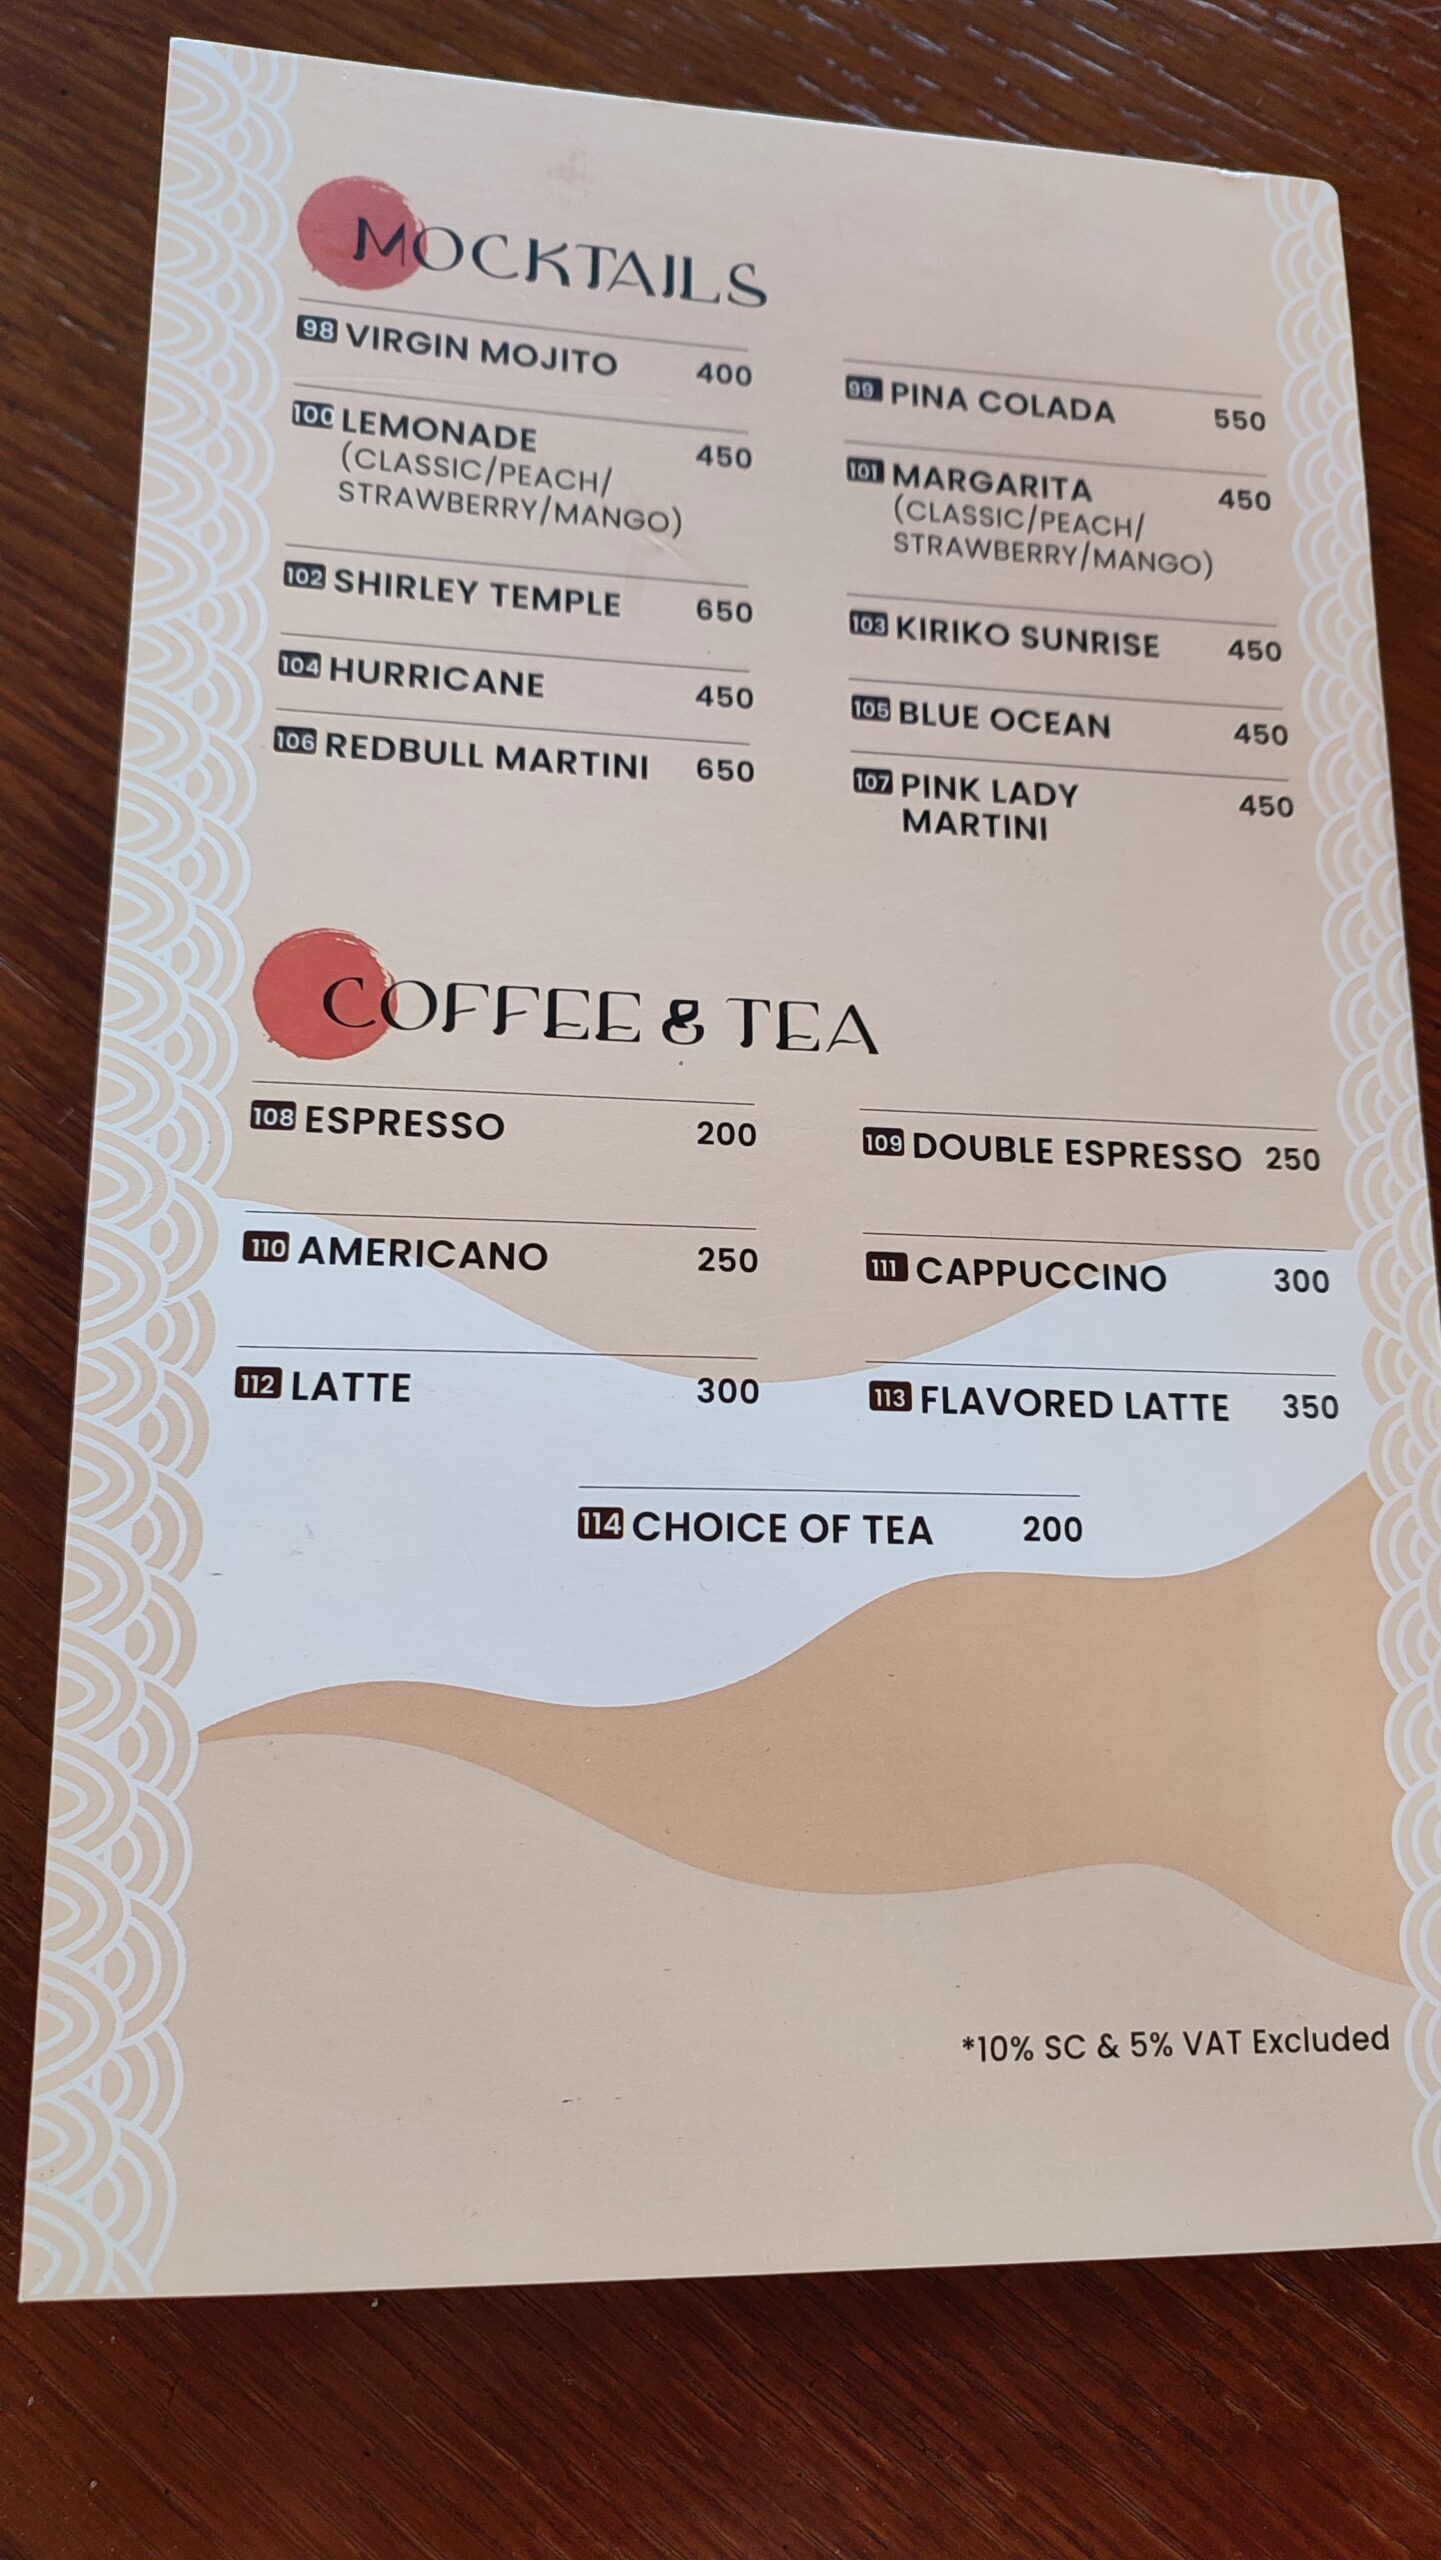 MOCKTAILS
98 VIRGIN MOJITO 400
99 PINA COLADA 550
100 LEMONADE 450
(CLASSIC/PEACH/
STRAWBERRY/MANGO)
101 MARGARITA 450
(CLASSIC/PEACH/
STRAWBERRY/MANGO)
102 SHIRLEY TEMPLE 650
103 KIRIKO SUNRISE 450
104 HURRICANE 450
105 BLUE OCEAN 450
106 REDBULL MARTINI 650
107 PINK LADY 450
MARTINI
COFFEE & TEA
108 ESPRESSO 200
109 DOUBLE ESPRESSO 250
110 AMERICANO 250
111 CAPPUCCINO 300
112 LATTE 300
113 FLAVORED LATTE 350
114 CHOICE OF TEA 200
*10% SC & 5% VAT Excluded